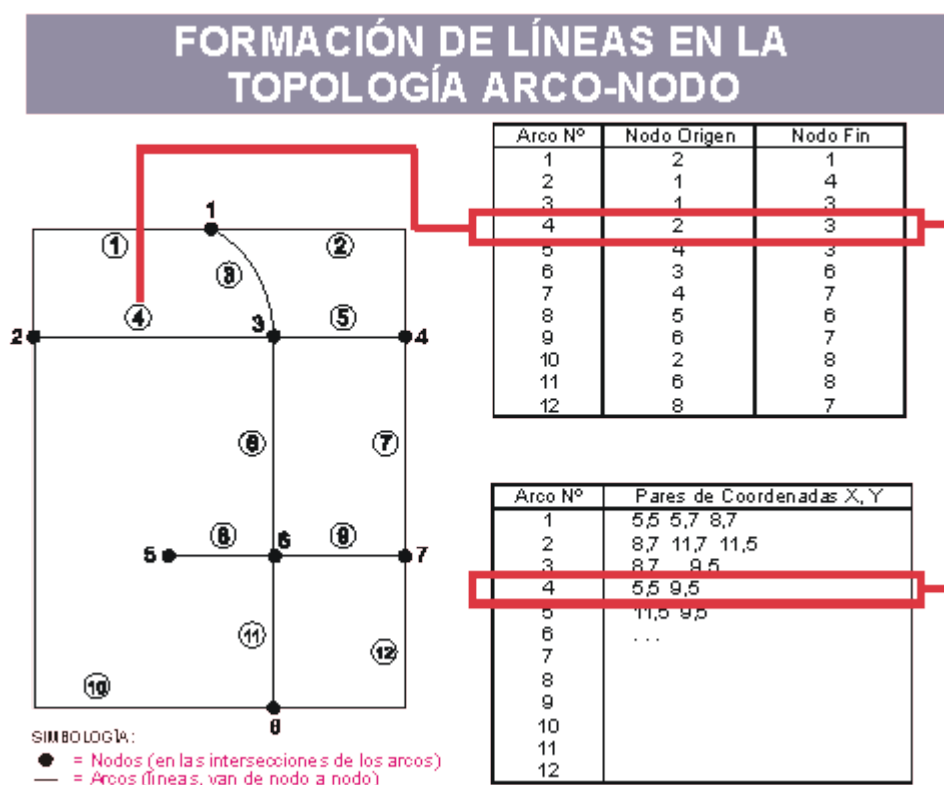 FORMACIÓN DE LÍNEAS EN LA
TOPOLOGÍA ARCO-NODO
Arco Nº Nodo Origen Nodo Fin
1 2 1
2 1 4
3 1 3
4 2 3
5 4 3
6 3 6
7 4 7
8 5 6
9 6 7
10 2 8
11 6 8
12 8 7
1
1
2
3
4
5
2
3
4
6
7
8
9
5
6
7
11
12
10
8
Arco Nº Pares de Coordenadas X, Y
1 5,5 5,7 8,7
2 8,7 11,7 11,5
3 8,7 9,5
4 5,5 9,5
5 11,5 9,5
6 . . .
7
8
9
10
11
12
SIMBOLOGÍA:
= Nodos (en las intersecciones de los arcos)
= Arcos (líneas, van de nodo a nodo)